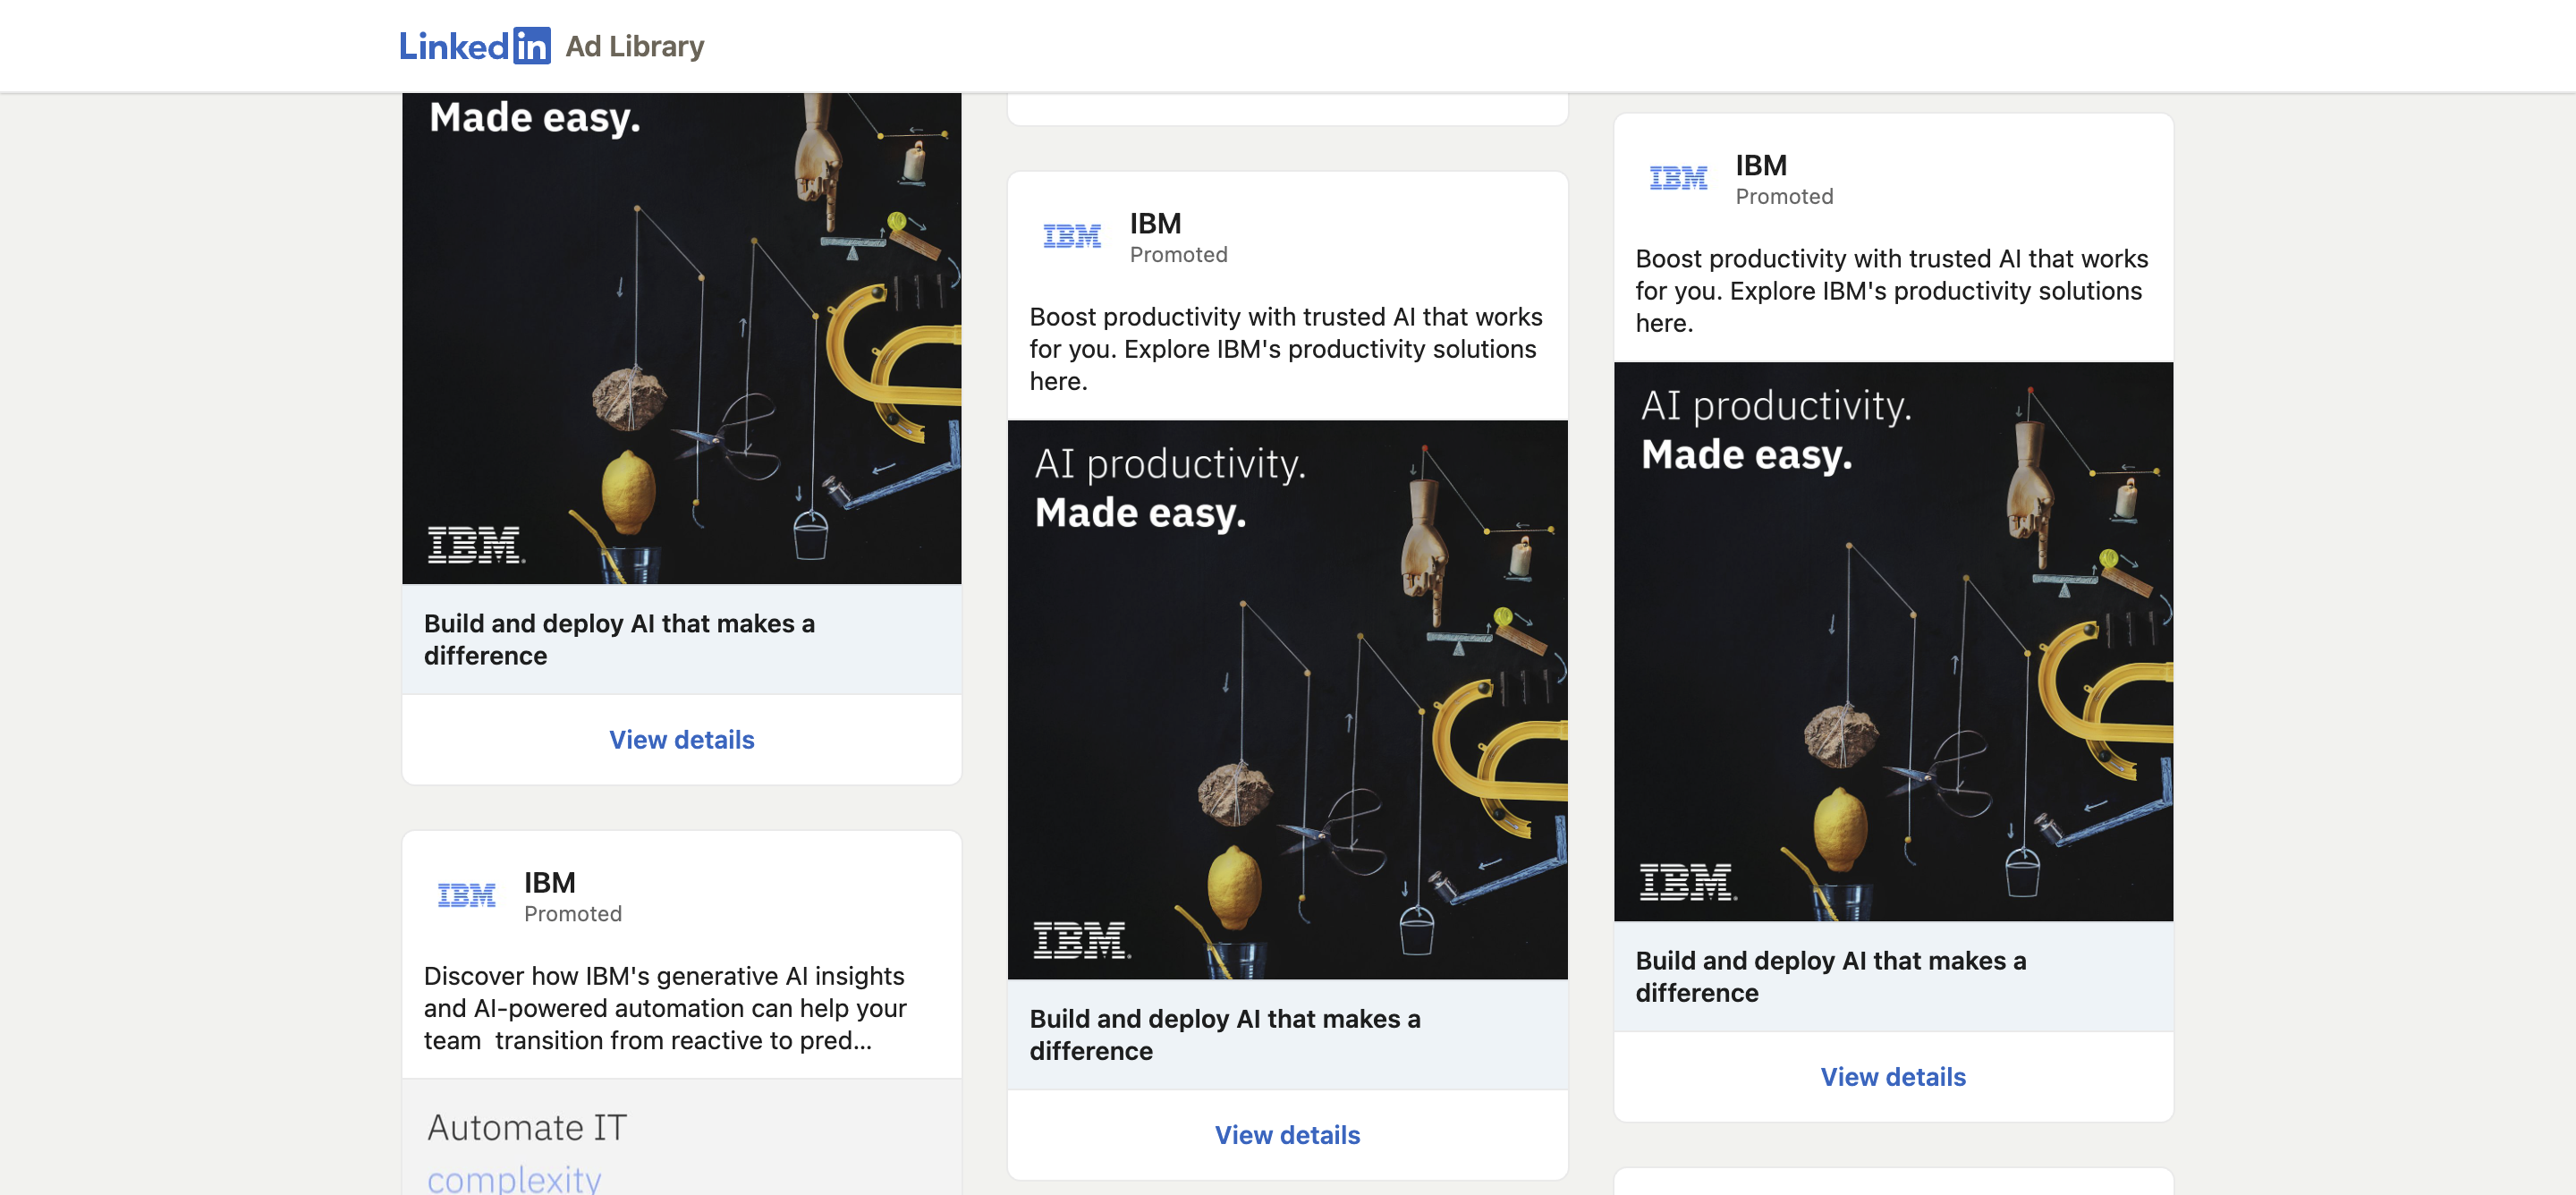 LinkedIn Ad Library
Made easy.
IBM
Build and deploy AI that makes a
difference
View details
IBM
IBM
Promoted
Discover how IBM's generative AI insights
and AI-powered automation can help your
team  transition from reactive to pred...
Automate IT
complexity
IBM
IBM
Promoted
Boost productivity with trusted AI that works
for you. Explore IBM's productivity solutions
here.
AI productivity.
Made easy.
IBM
Build and deploy AI that makes a
difference
View details
IBM
IBM
Promoted
Boost productivity with trusted AI that works
for you. Explore IBM's productivity solutions
here.
AI productivity.
Made easy.
IBM
Build and deploy AI that makes a
difference
View details